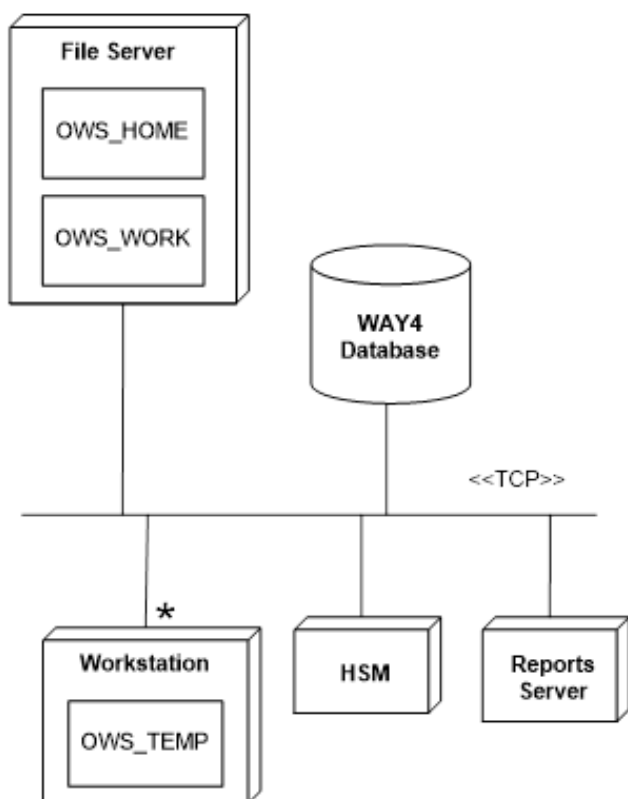 File Server
OWS_HOME
OWS_WORK
WAY4
Database
<<TCP>>
*
Workstation
OWS_TEMP
HSM
Reports
Server